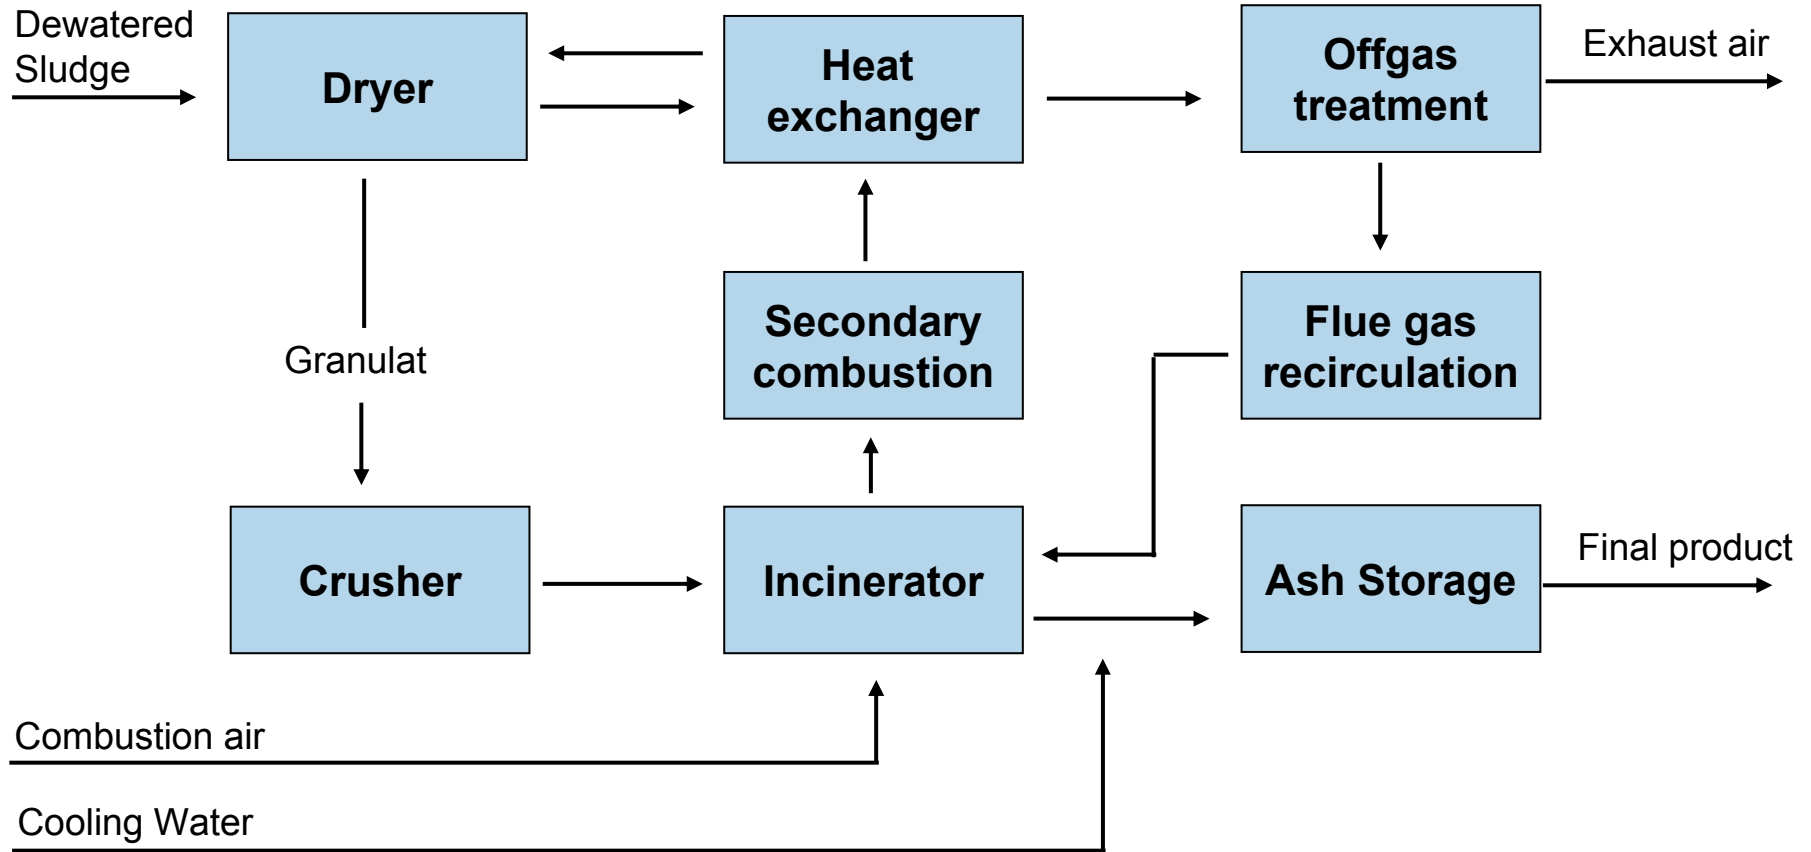 Dewatered
Sludge
Dryer
Heat
exchanger
Offgas
treatment
Exhaust air
Granulat
Secondary
combustion
Flue gas
recirculation
Crusher
Incinerator
Ash Storage
Final product
Combustion air
Cooling Water